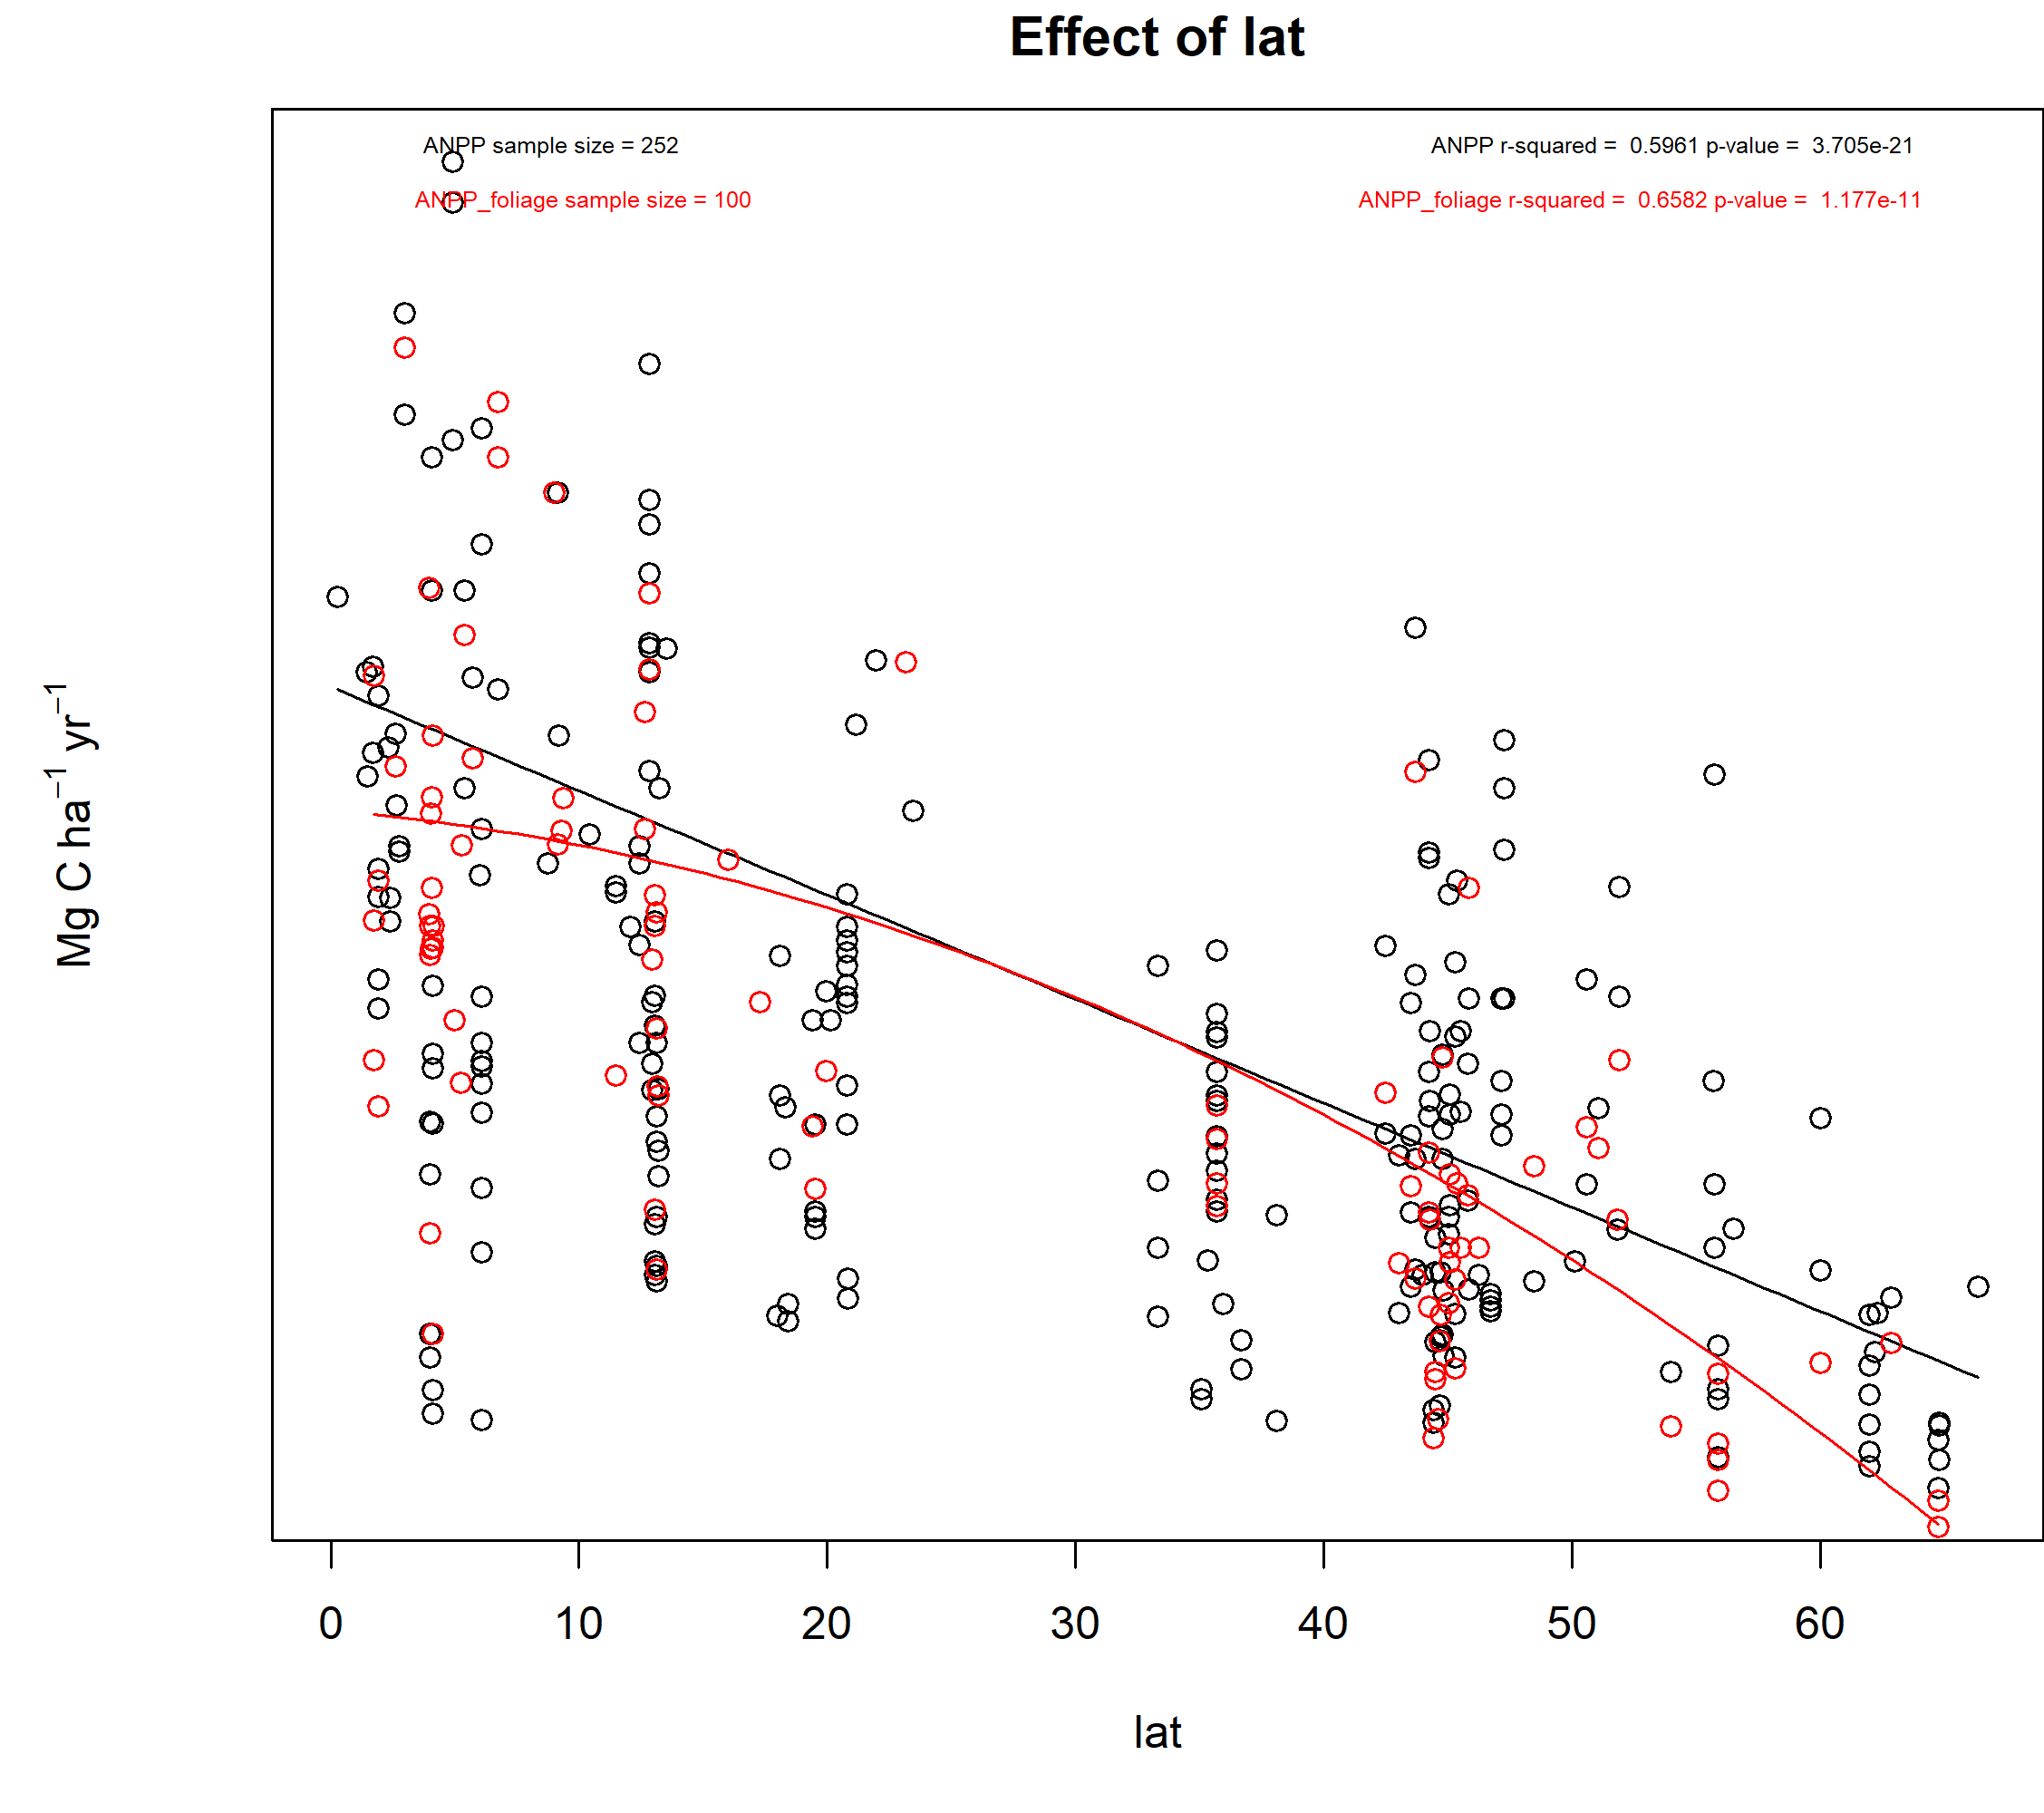 Effect of lat
ANPP sample size = 252
ANPP r-squared =  0.5961 p-value =  3.705e-21
ANPP_foliage sample size = 100
ANPP_foliage r-squared =  0.6582 p-value =  1.177e-11
Mg C ha⁻¹ yr⁻¹
0 10 20 30 40 50 60
lat